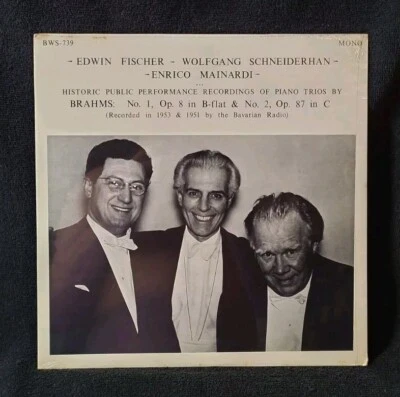 BWS-739 MONO
- EDWIN FISCHER - WOLFGANG SCHNEIDERHAN -
- ENRICO MAINARDI -
HISTORIC PUBLIC PERFORMANCE RECORDINGS OF PIANO TRIOS BY
BRAHMS: No. 1, Op. 8 in B-flat & No. 2, Op. 87 in C
(Recorded in 1953 & 1951 by the Bavarian Radio)